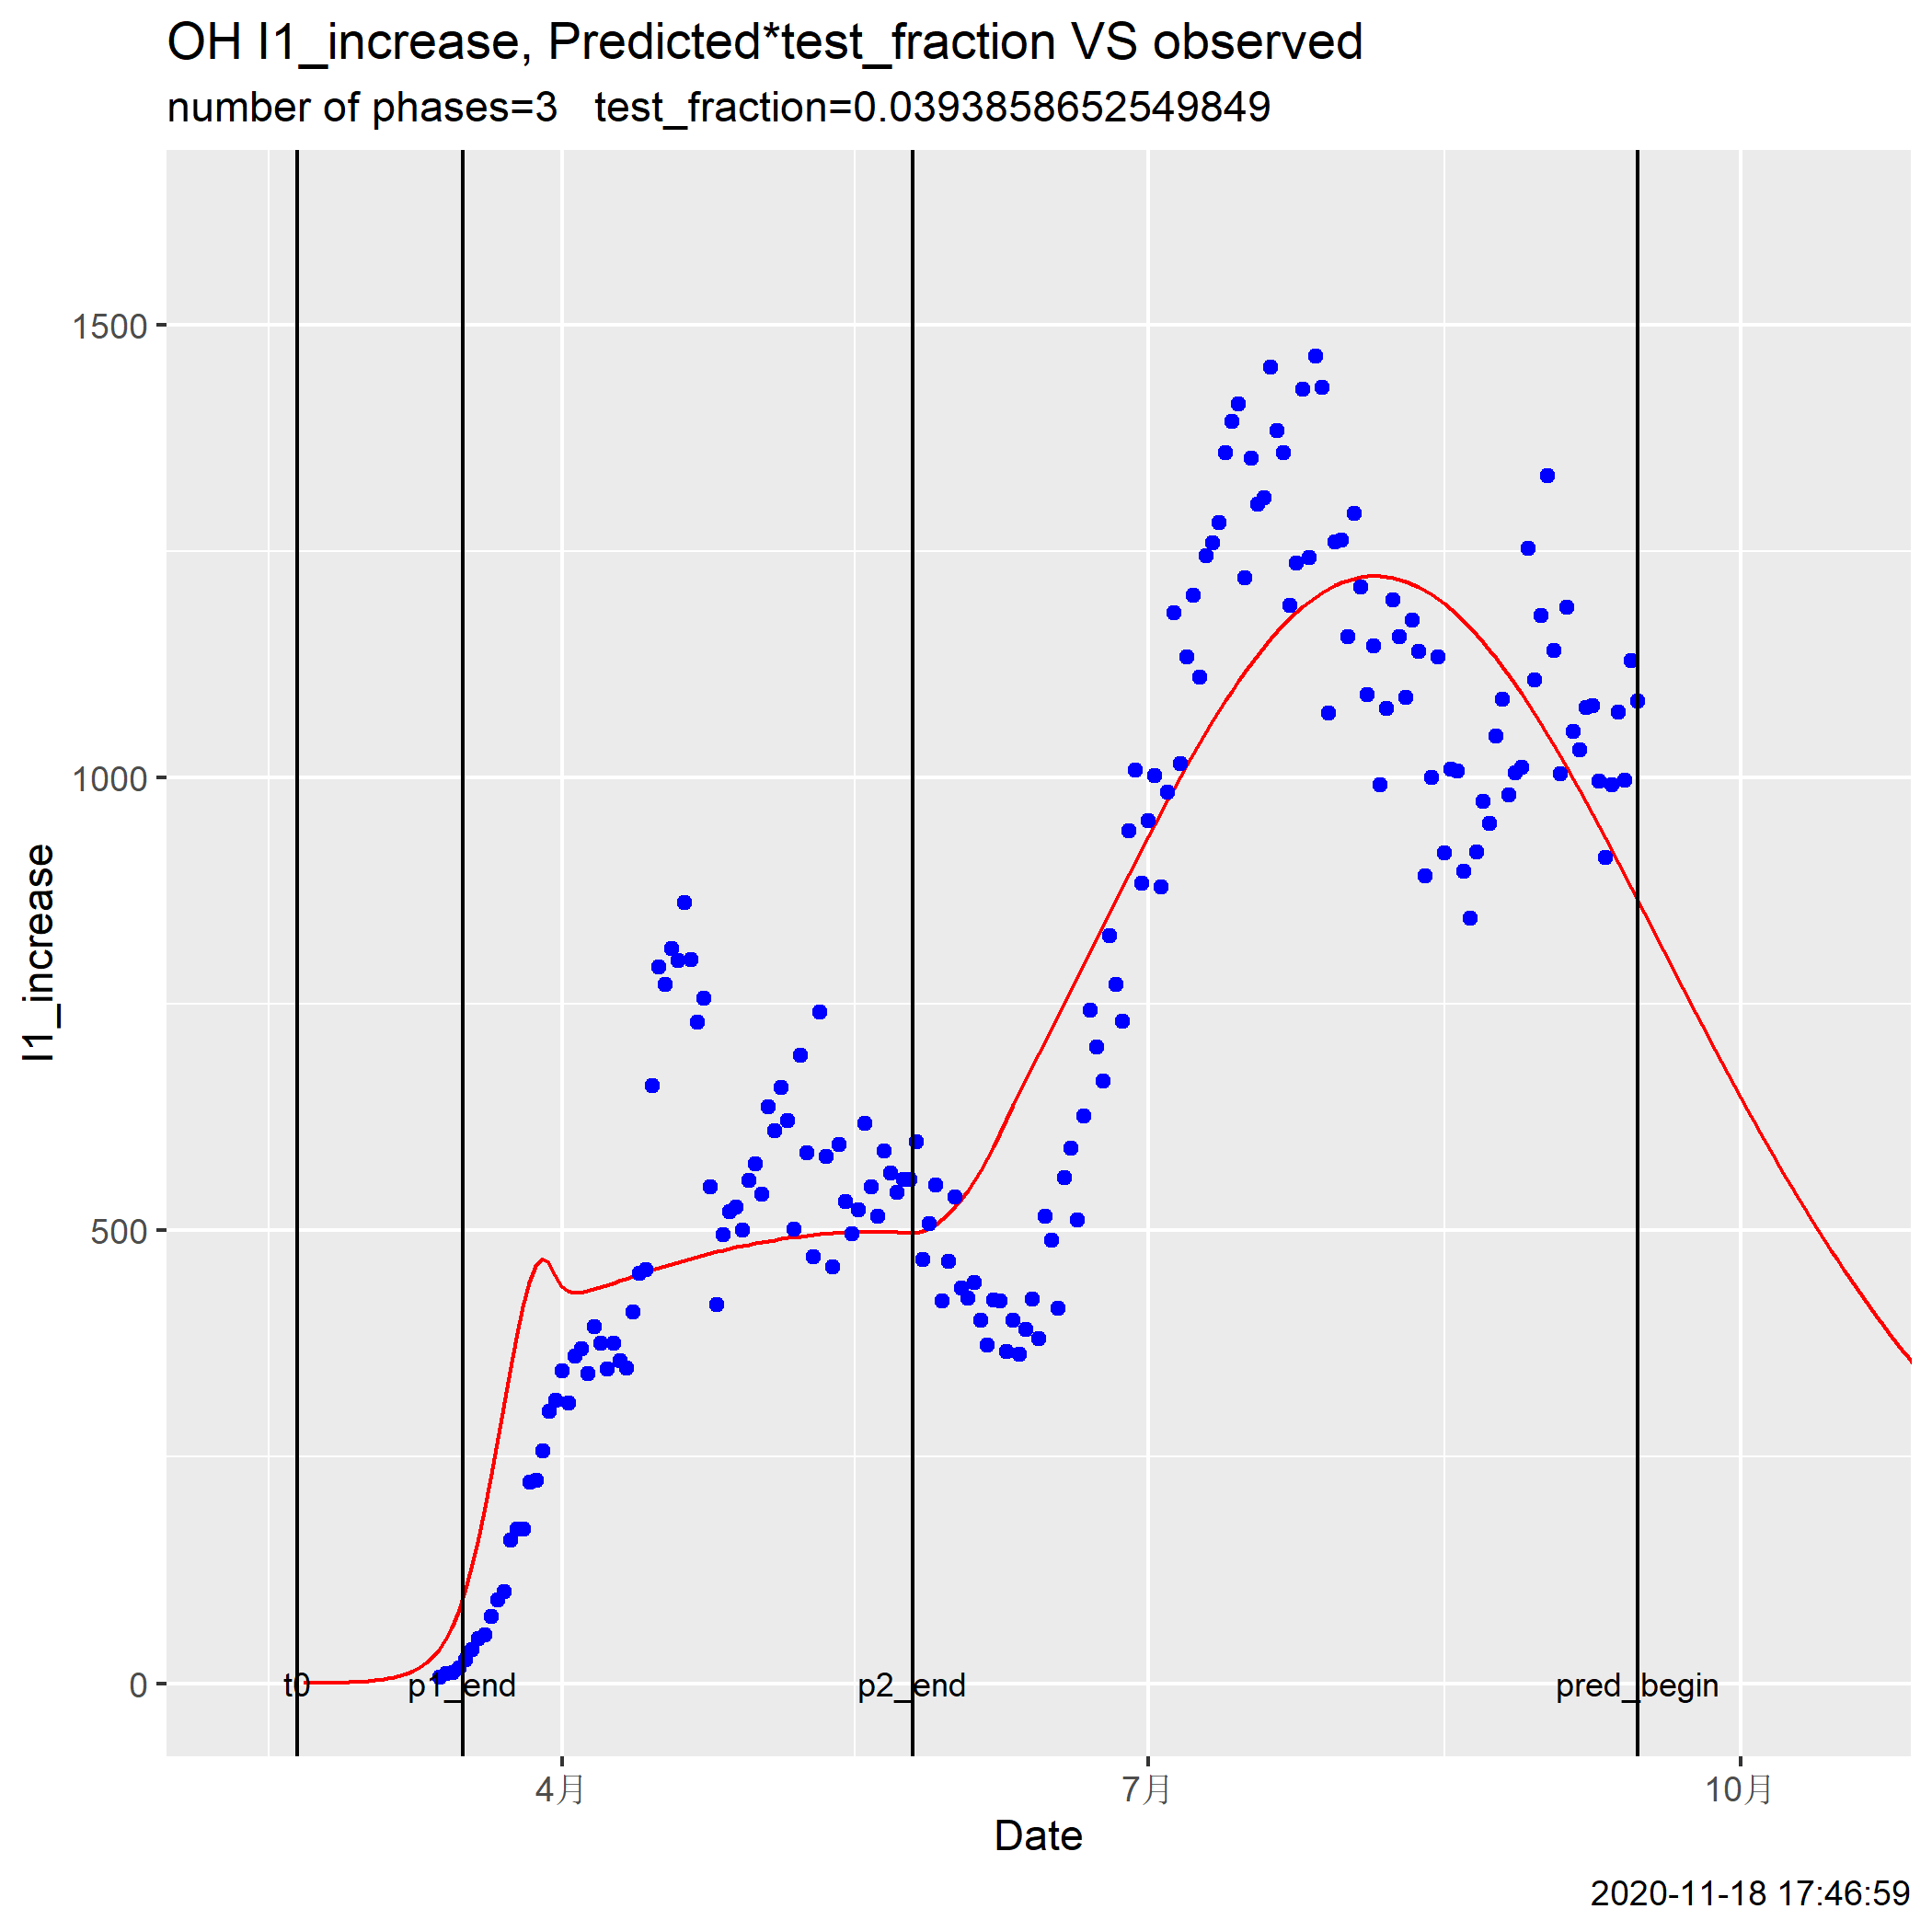 OH I1_increase, Predicted*test_fraction VS observed
number of phases=3   test_fraction=0.0393858652549849
I1_increase
1500
1000
500
0
t0
p1_end
p2_end
pred_begin
4月
7月
10月
Date
2020-11-18 17:46:59